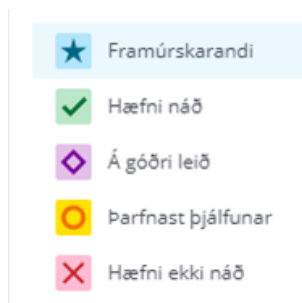 Framúrskarandi
Hæfni náð
Á góðri leið
Þarfnast þjálfunar
Hæfni ekki náð